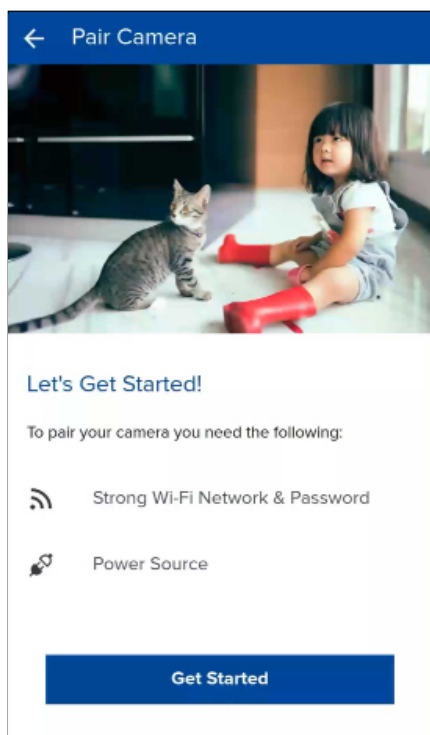 Pair Camera
Let's Get Started!
To pair your camera you need the following:
Strong Wi-Fi Network & Password
Power Source
Get Started